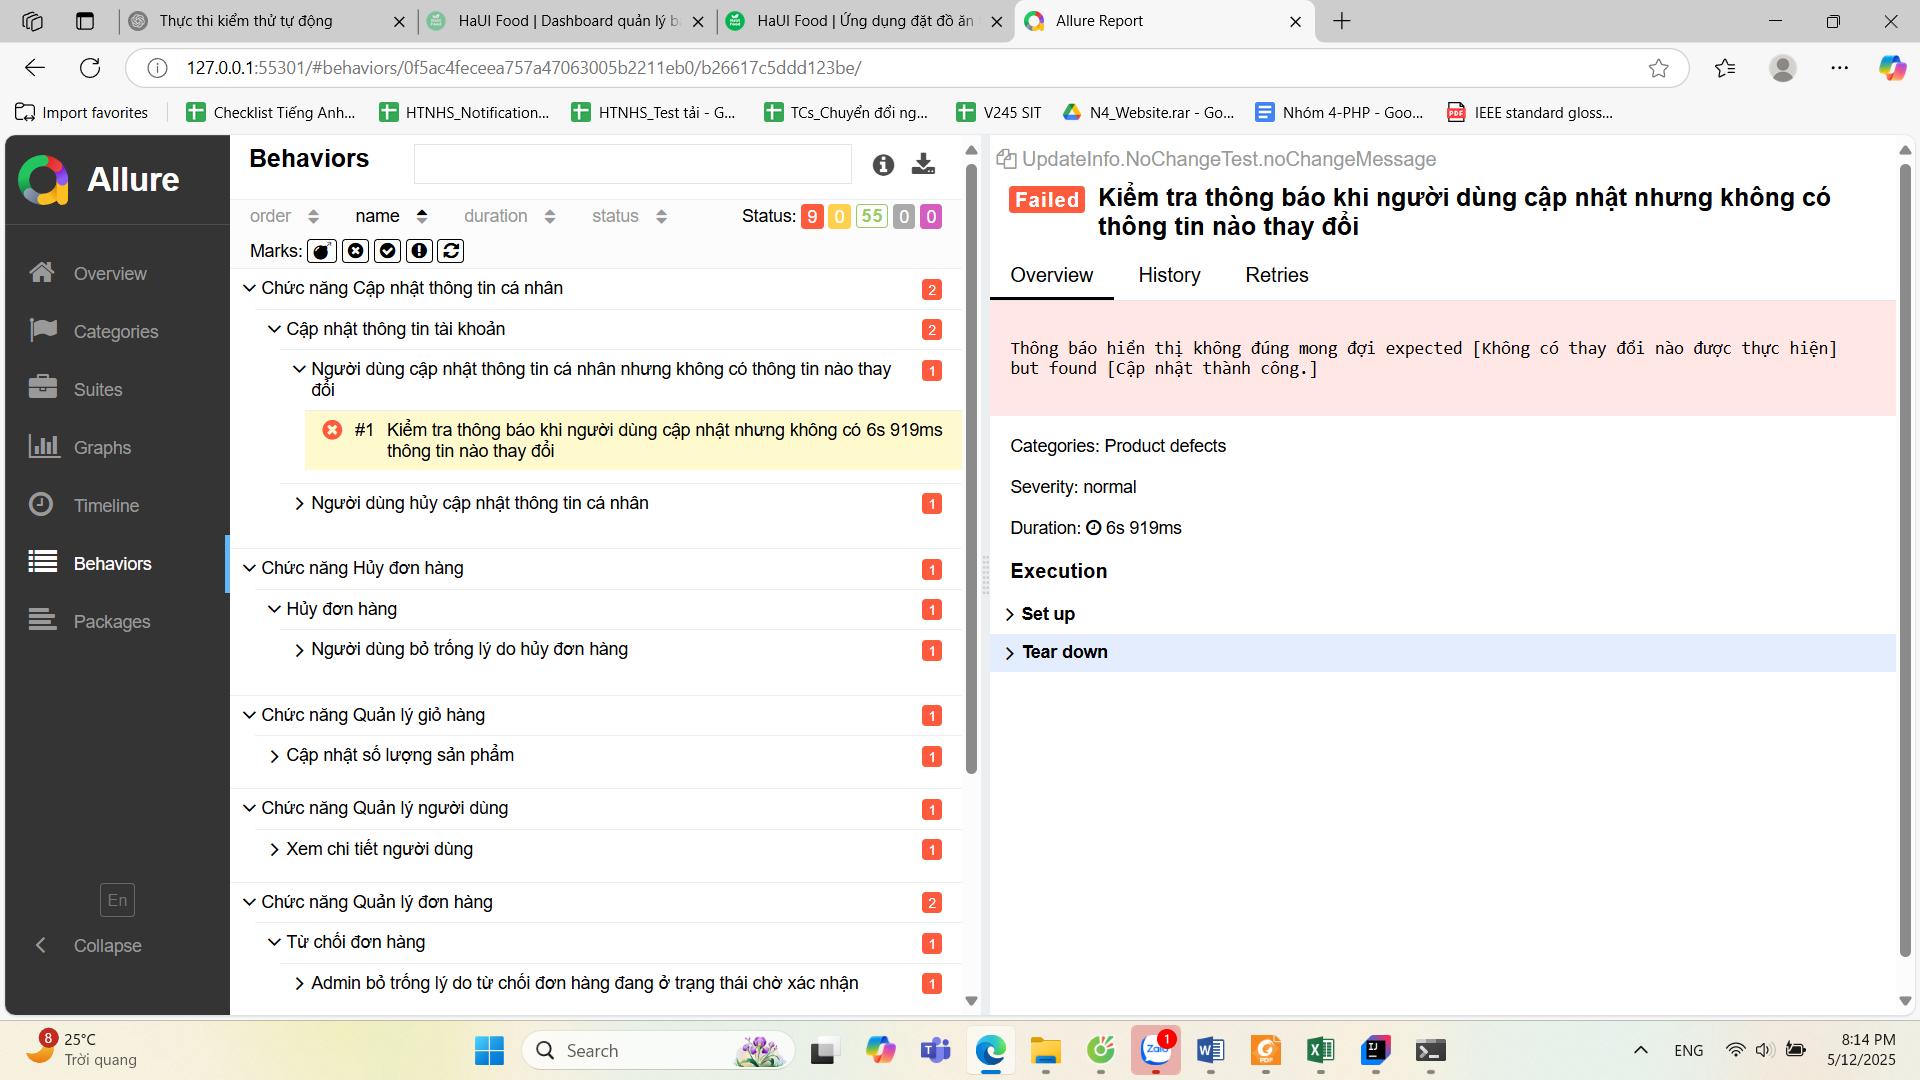 Thực thi kiểm thử tự động
HaUI Food | Dashboard quản lý b
HaUI Food | Ứng dụng đặt đồ ăn
Allure Report
127.0.0.1:55301/#behaviors/0f5ac4feceea757a47063005b2211eb0/b26617c5ddd123be/
Import favorites
Checklist Tiếng Anh...
HTNHS_Notification...
HTNHS_Test tải - G...
TCs_Chuyển đổi ng...
V245 SIT
N4_Website.rar - Go...
Nhóm 4-PHP - Goo...
IEEE standard gloss...
Allure
Overview
Categories
Suites
Graphs
Timeline
Behaviors
Packages
En
Collapse
Behaviors
order name duration status Status: 9 0 55 0 0
Marks:
Chức năng Cập nhật thông tin cá nhân 2
Cập nhật thông tin tài khoản 2
Người dùng cập nhật thông tin cá nhân nhưng không có thông tin nào thay 1
đổi
#1 Kiểm tra thông báo khi người dùng cập nhật nhưng không có 6s 919ms
thông tin nào thay đổi
Người dùng hủy cập nhật thông tin cá nhân 1
Chức năng Hủy đơn hàng 1
Hủy đơn hàng 1
Người dùng bỏ trống lý do hủy đơn hàng 1
Chức năng Quản lý giỏ hàng 1
Cập nhật số lượng sản phẩm 1
Chức năng Quản lý người dùng 1
Xem chi tiết người dùng 1
Chức năng Quản lý đơn hàng 2
Từ chối đơn hàng 1
Admin bỏ trống lý do từ chối đơn hàng đang ở trạng thái chờ xác nhận 1
UpdateInfo.NoChangeTest.noChangeMessage
Failed Kiểm tra thông báo khi người dùng cập nhật nhưng không có
thông tin nào thay đổi
Overview History Retries
Thông báo hiển thị không đúng mong đợi expected [Không có thay đổi nào được thực hiện]
but found [Cập nhật thành công.]
Categories: Product defects
Severity: normal
Duration: 6s 919ms
Execution
Set up
Tear down
8
25°C
Trời quang
Search
Zalo
1
ENG
8:14 PM
5/12/2025